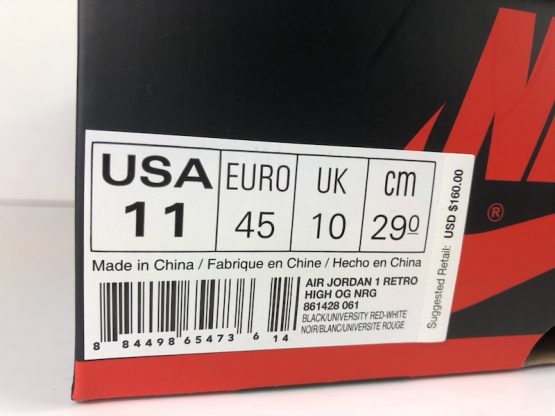 USA EURO UK cm
11 45 10 29⁰
Made in China / Fabrique en Chine / Hecho en China
AIR JORDAN 1 RETRO
HIGH OG NRG
861428 061
BLACK/UNIVERSITY RED-WHITE
NOIR/BLANC/UNIVERSITE ROUGE
8 84498 65473 6 14
Suggested Retail: USD $160.00
®